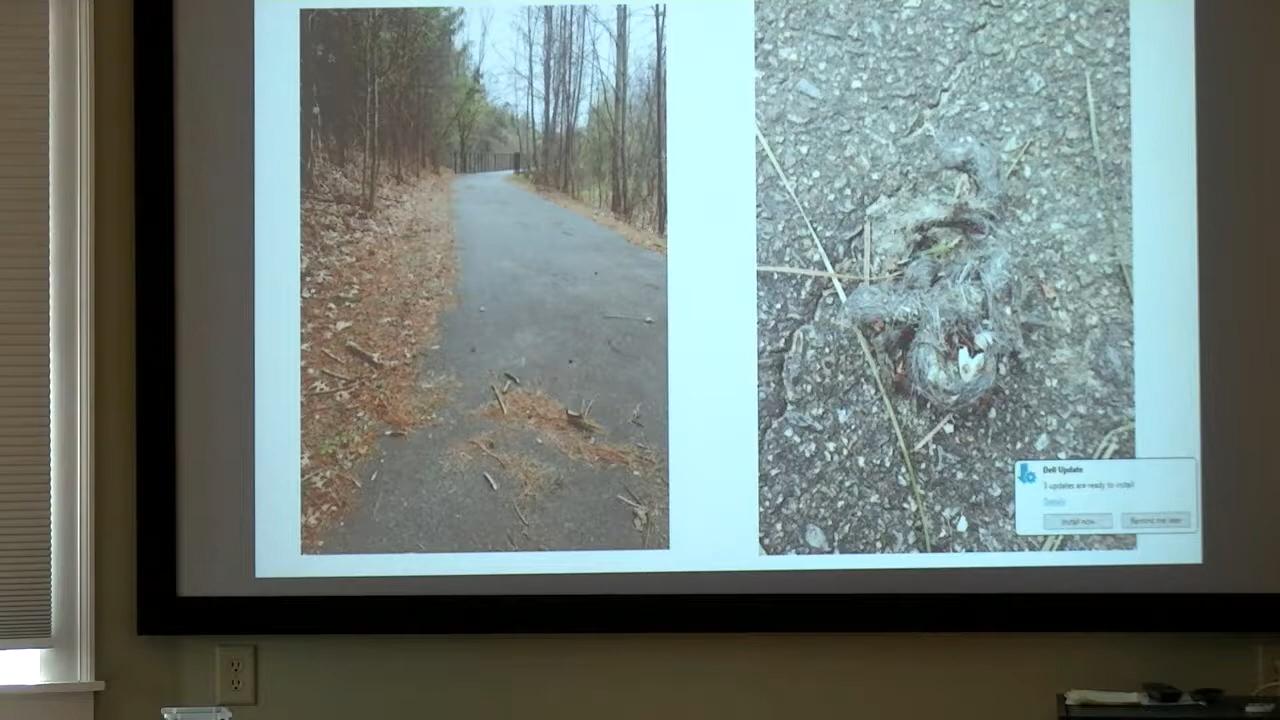 Dell Update
3 updates are ready to install
Details
Install now
Remind me later